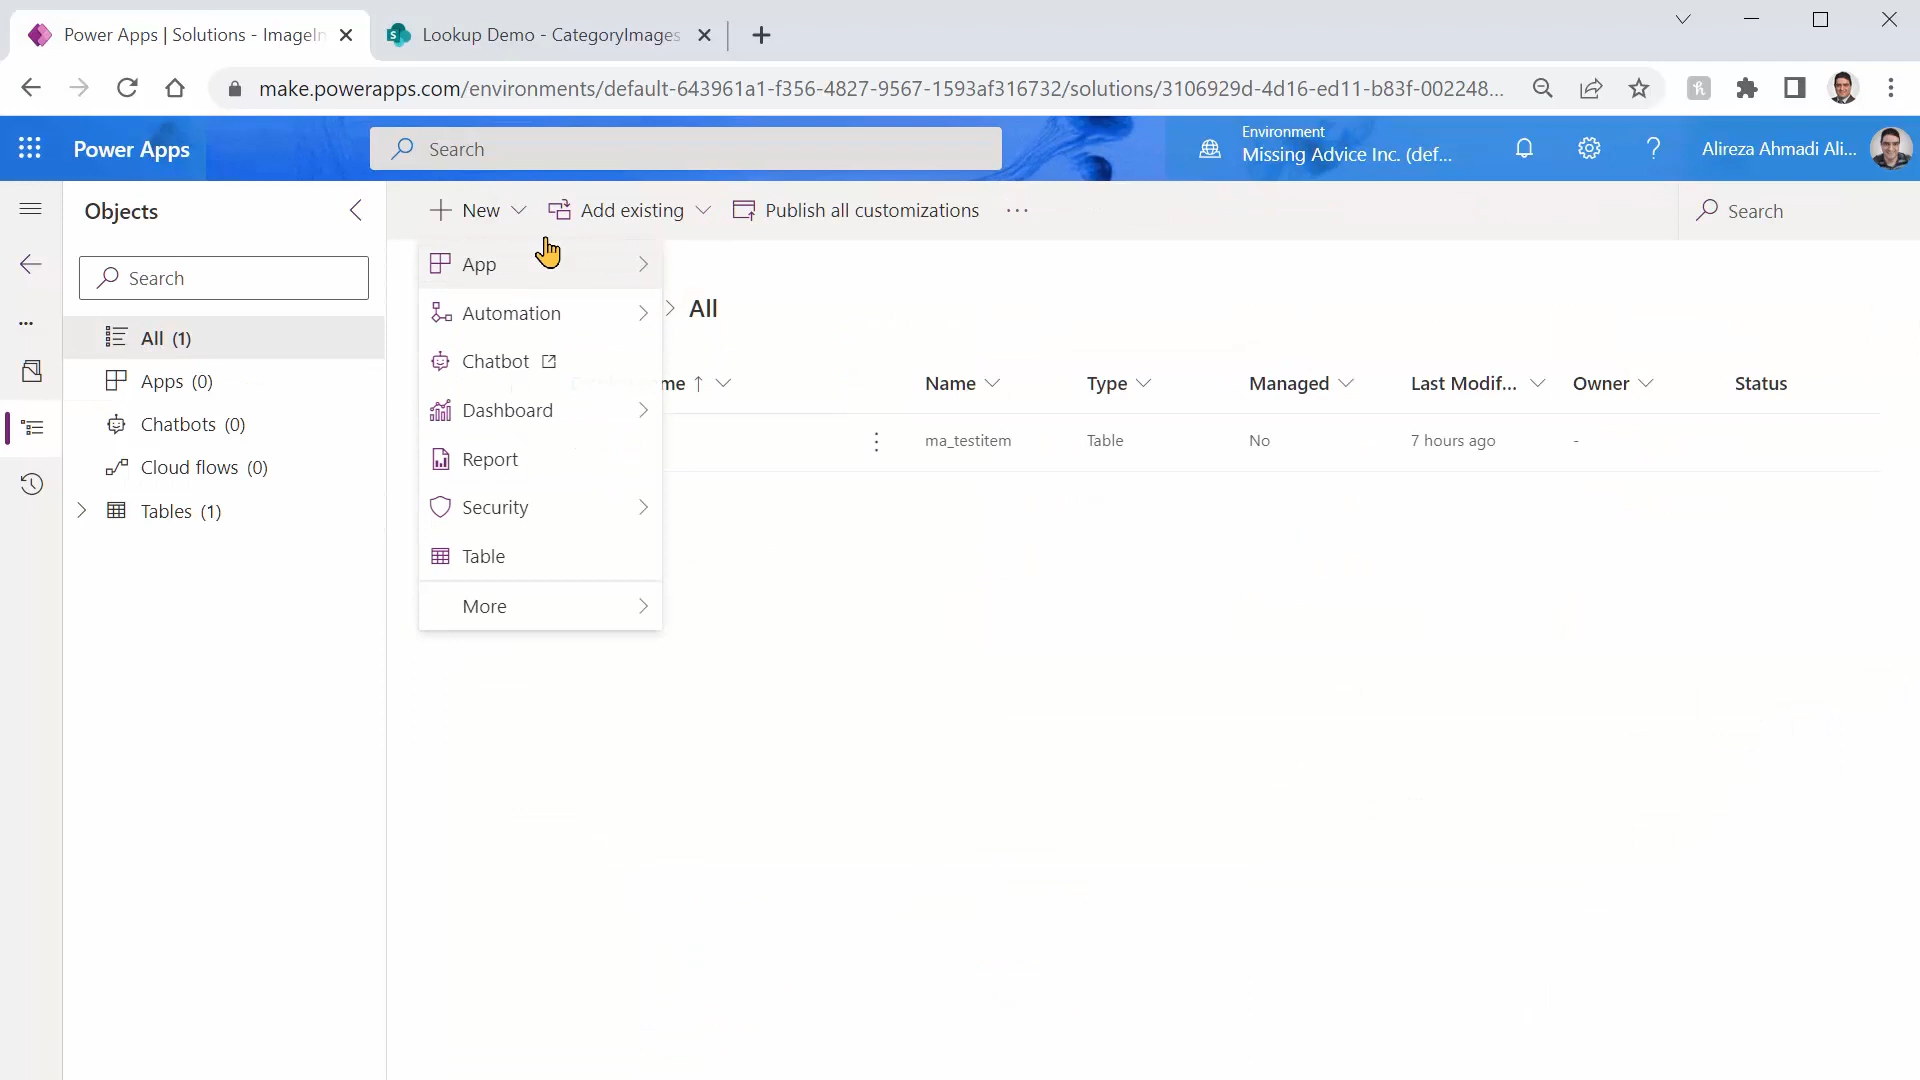 Power Apps | Solutions - ImageIn
Lookup Demo - CategoryImages
make.powerapps.com/environments/default-643961a1-f356-4827-9567-1593af316732/solutions/3106929d-4d16-ed11-b83f-002248...
Power Apps
Search
Environment
Missing Advice Inc. (def...
?
Alireza Ahmadi Ali...
Objects
New
Add existing
Publish all customizations
...
Search
Search
All (1)
Apps (0)
Chatbots (0)
Cloud flows (0)
Tables (1)
App
Automation
Chatbot
Dashboard
Report
Security
Table
More
> All
me ↑
Name
Type
Managed
Last Modif...
Owner
Status
ma_testitem
Table
No
7 hours ago
-